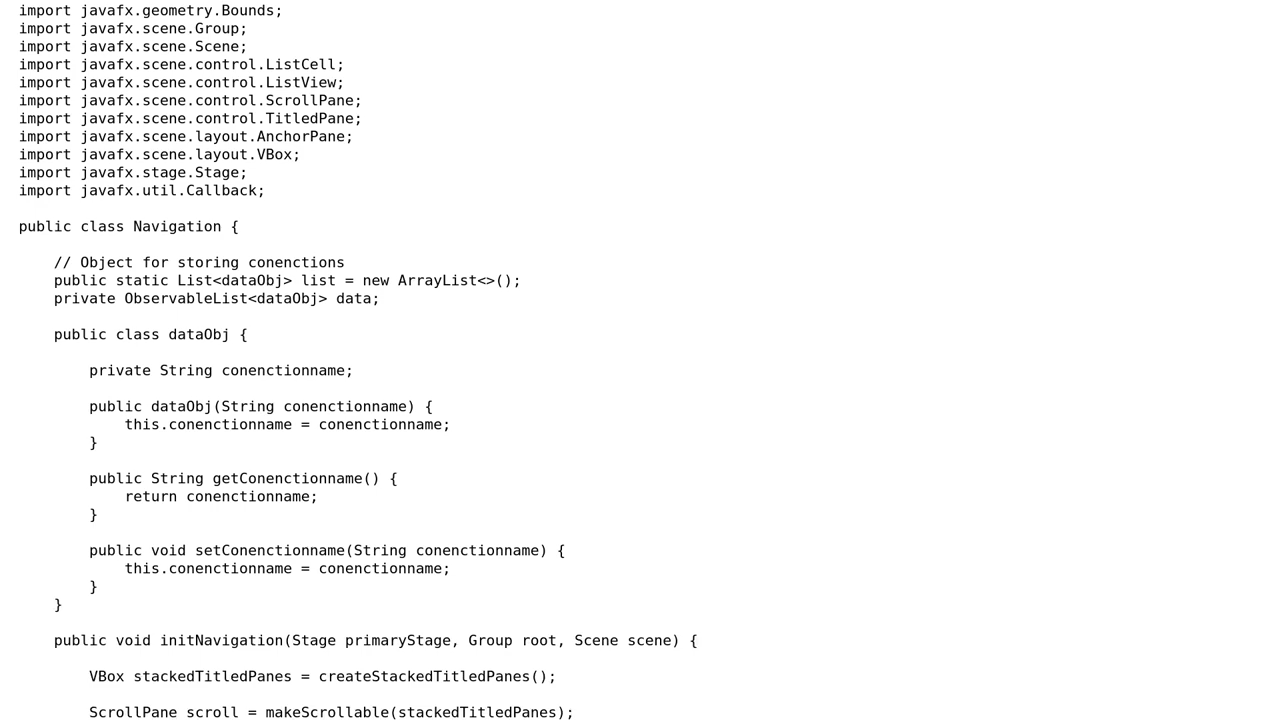 import javafx.geometry.Bounds;
import javafx.scene.Group;
import javafx.scene.Scene;
import javafx.scene.control.ListCell;
import javafx.scene.control.ListView;
import javafx.scene.control.ScrollPane;
import javafx.scene.control.TitledPane;
import javafx.scene.layout.AnchorPane;
import javafx.scene.layout.VBox;
import javafx.stage.Stage;
import javafx.util.Callback;

public class Navigation {

    // Object for storing conenctions
    public static List<dataObj> list = new ArrayList<>();
    private ObservableList<dataObj> data;

    public class dataObj {

        private String conenctionname;

        public dataObj(String conenctionname) {
            this.conenctionname = conenctionname;
        }

        public String getConenctionname() {
            return conenctionname;
        }

        public void setConenctionname(String conenctionname) {
            this.conenctionname = conenctionname;
        }
    }

    public void initNavigation(Stage primaryStage, Group root, Scene scene) {

        VBox stackedTitledPanes = createStackedTitledPanes();

        ScrollPane scroll = makeScrollable(stackedTitledPanes);